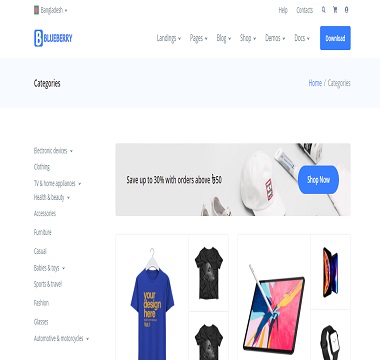 Bangladesh
Help Contacts
BLUEBERRY
Landings Pages Blog Shop Demos Docs Download
Categories
Home / Categories
Electronic devices
Clothing
TV & home appliances
Health & beauty
Accessories
Furniture
Casual
Babies & toys
Sports & travel
Fashion
Glasses
Automotive & motorcycles
Save up to 30% with orders above ৳50
Shop Now
your
design
here